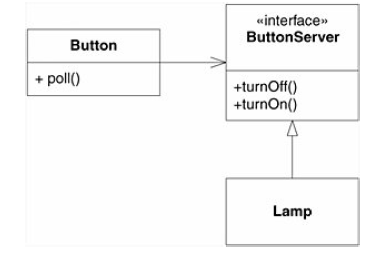 Button
+ poll()
«interface»
ButtonServer
+turnOff()
+turnOn()
Lamp